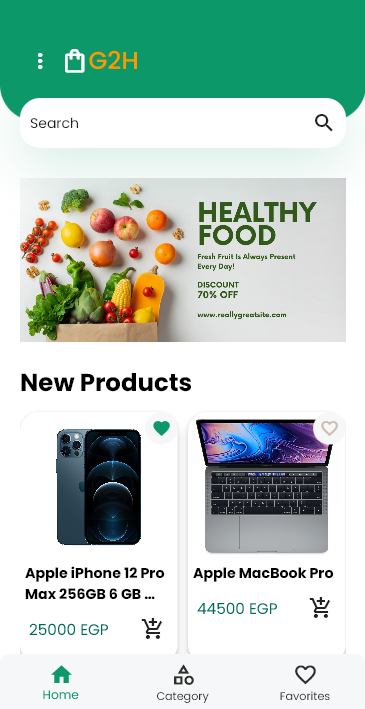 G2H
Search
HEALTHY
FOOD
Fresh Fruit Is Always Present
Every Day!
DISCOUNT
70% OFF
www.reallygreatsite.com
New Products
Apple iPhone 12 Pro
Max 256GB 6 GB ...
25000 EGP
Apple MacBook Pro
44500 EGP
Home
Category
Favorites